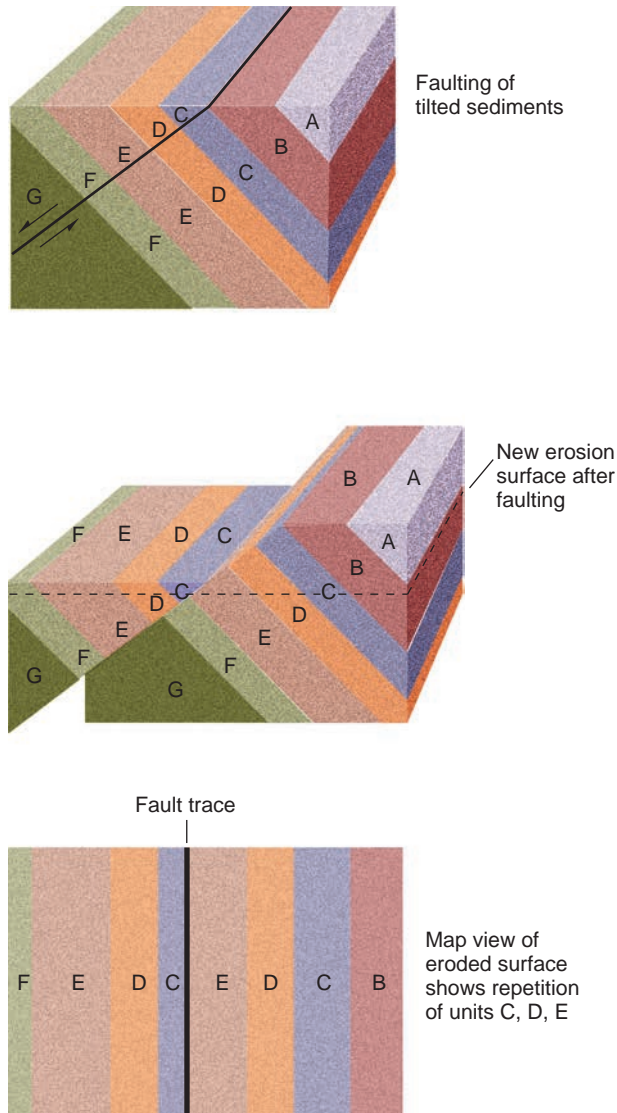 Faulting of
tilted sediments
A
B
C
C
D
D
E
E
F
F
G
New erosion
surface after
faulting
B
A
F
E
D
C
A
B
C
C
D
D
E
E
F
F
G
G
Fault trace
F E D C E D C B
Map view of
eroded surface
shows repetition
of units C, D, E